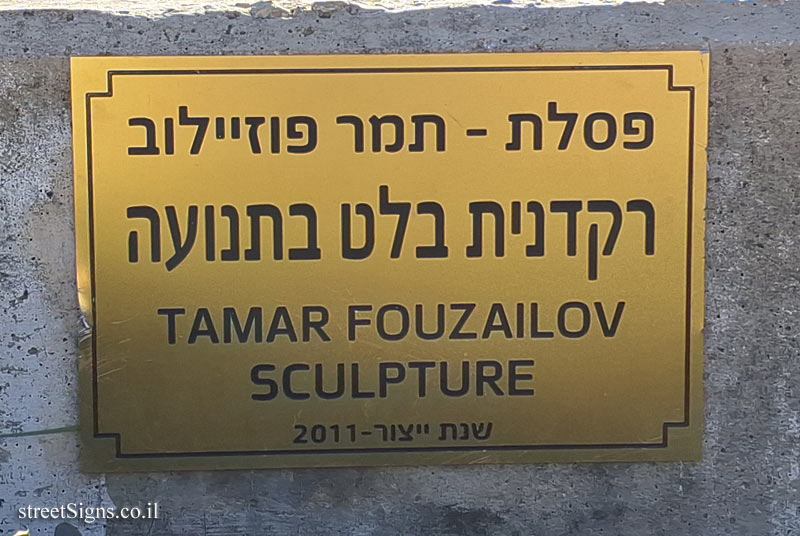 פסלת - תמר פוזיילוב
רקדנית בלט בתנועה
TAMAR FOUZAILOV
SCULPTURE
שנת ייצור-2011
streetSigns.co.il